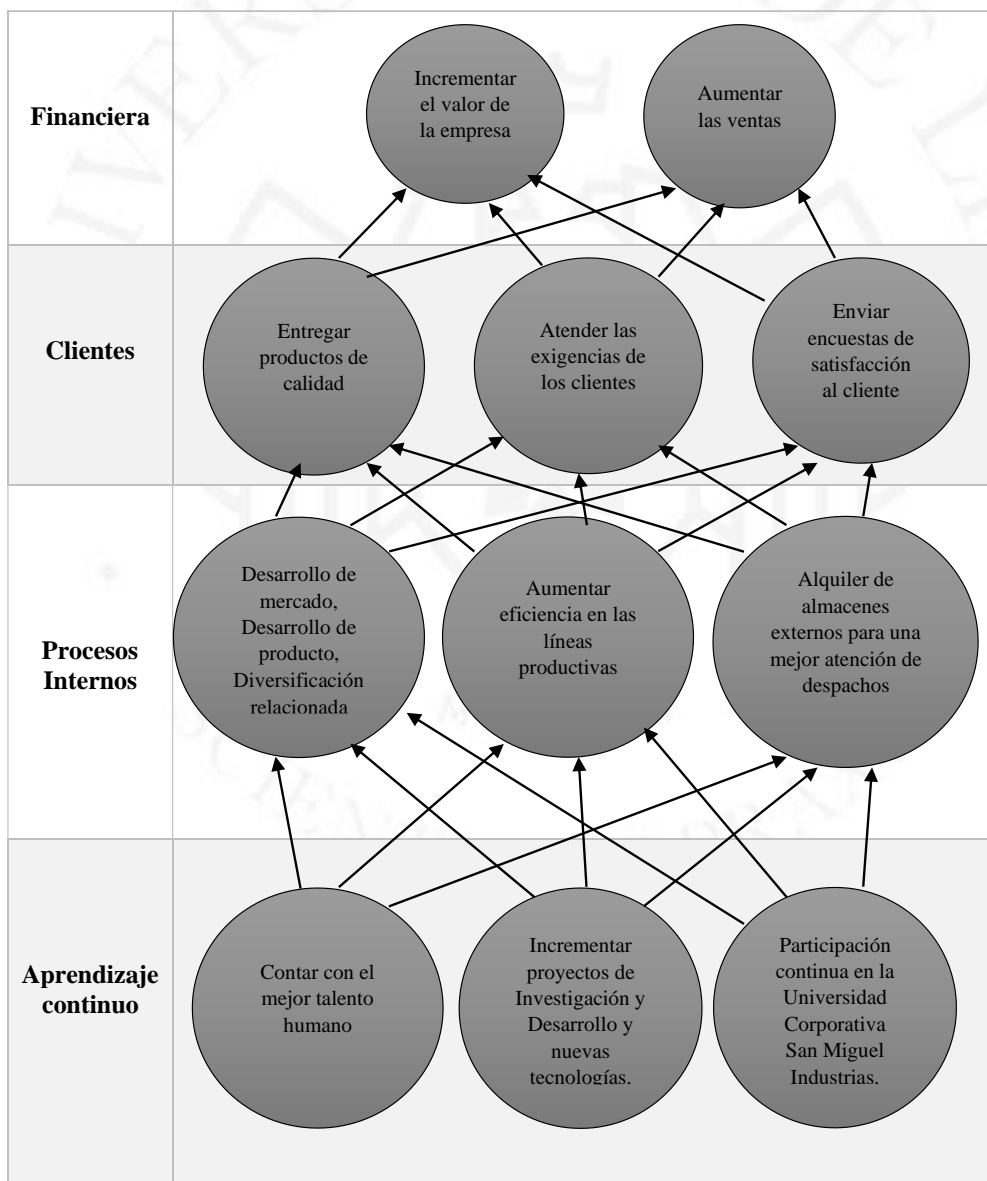 Financiera
Incrementar
el valor de
la empresa
Aumentar
las ventas
Clientes
Entregar
productos de
calidad
Atender las
exigencias de
los clientes
Enviar
encuestas de
satisfacción
al cliente
Procesos
Internos
Desarrollo de
mercado,
Desarrollo de
producto,
Diversificación
relacionada
Aumentar
eficiencia en las
líneas
productivas
Alquiler de
almacenes
externos para una
mejor atención de
despachos
Aprendizaje
continuo
Contar con el
mejor talento
humano
Incrementar
proyectos de
Investigación y
Desarrollo y
nuevas
tecnologías.
Participación
continua en la
Universidad
Corporativa
San Miguel
Industrias.